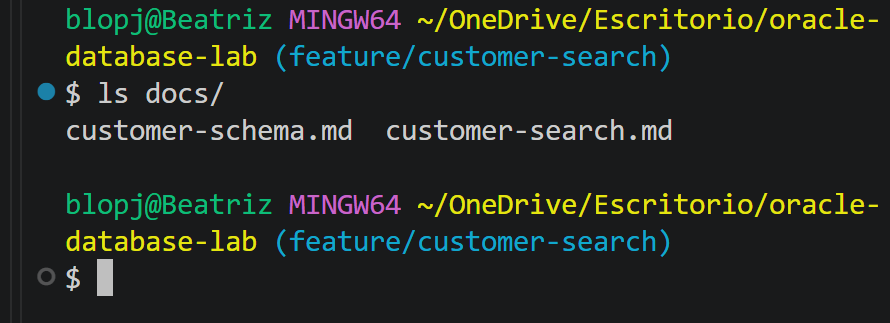 blopj@Beatriz MINGW64 ~/OneDrive/Escritorio/oracle-
database-lab (feature/customer-search)
$ ls docs/
customer-schema.md  customer-search.md
blopj@Beatriz MINGW64 ~/OneDrive/Escritorio/oracle-
database-lab (feature/customer-search)
$